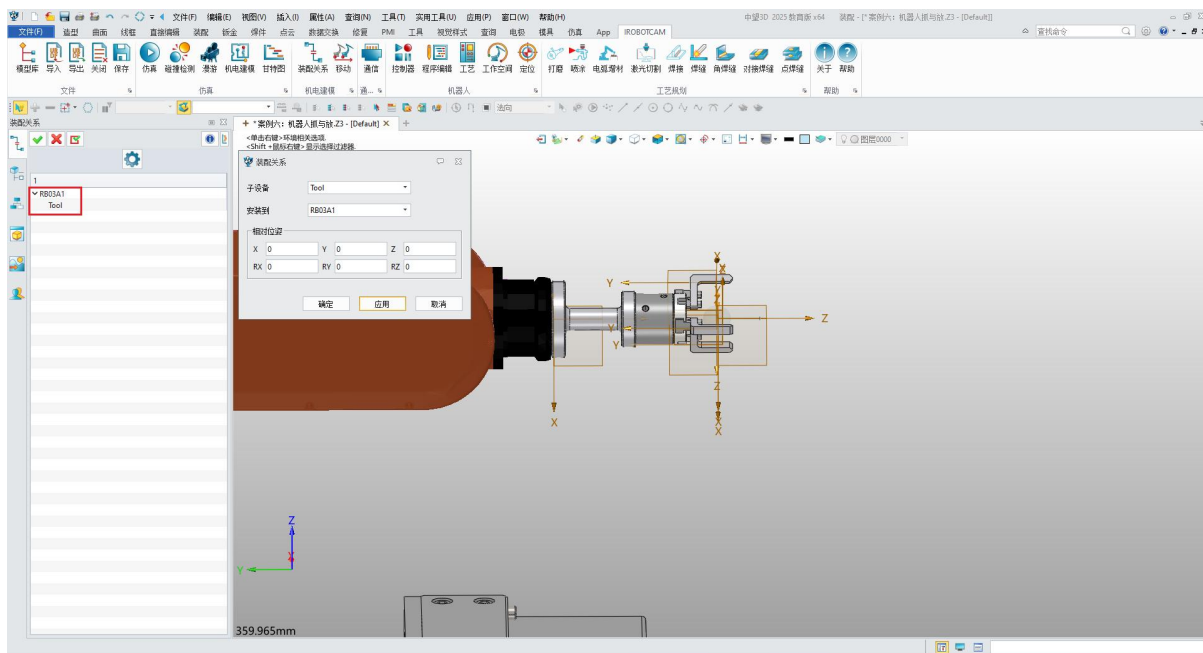 文件(F) 编辑(E) 视图(V) 插入(I) 属性(A) 查询(N) 工具(T) 实用工具(U) 应用(P) 窗口(W) 帮助(H) 中望3D 2025 教育版 x64 装配 - [* 案例六：机器人抓与放.Z3 - [Default]]
文件(F) 造型 曲面 线框 直接编辑 装配 钣金 焊件 点云 数据交换 修复 PMI 工具 视觉样式 查询 电极 模具 仿真 App IROBOTCAM 查找命令
模型库 导入 导出 关闭 保存 仿真 碰撞检测 漫游 机电建模 甘特图 装配关系 移动 通信 控制器 程序编辑 工艺 工作空间 定位 打磨 喷涂 电弧增材 激光切割 焊接 焊缝 角焊缝 对接焊缝 点焊缝 关于 帮助
文件 仿真 机电建模 通... 机器人 工艺规划 帮助
法向
装配关系
+ * 案例六：机器人抓与放.Z3 - [Default] × +
<单击右键>环境相关选项.
<Shift +鼠标右键>显示选择过滤器.
图层0000
1
RB03A1
Tool
装配关系
子设备 Tool
安装到 RB03A1
相对位姿
X 0 Y 0 Z 0
RX 0 RY 0 RZ 0
确定 应用 取消
Y
Y
Y
Z
Z
X
X
X
Z
X
Y
359.965mm